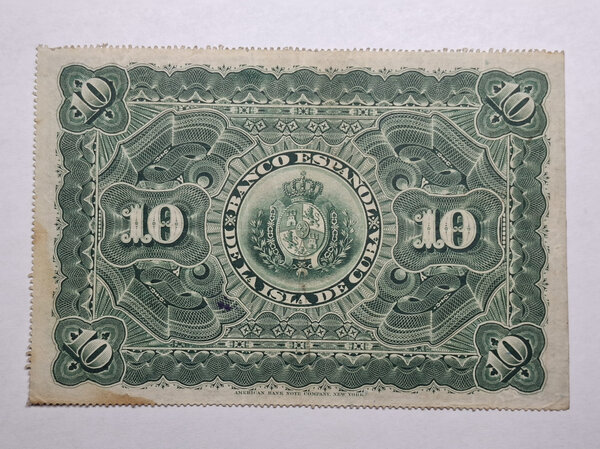 10 10
BANCO ESPAÑOL
10 10
DE LA ISLA DE CUBA
10 10
AMERICAN BANK NOTE COMPANY, NEW YORK.